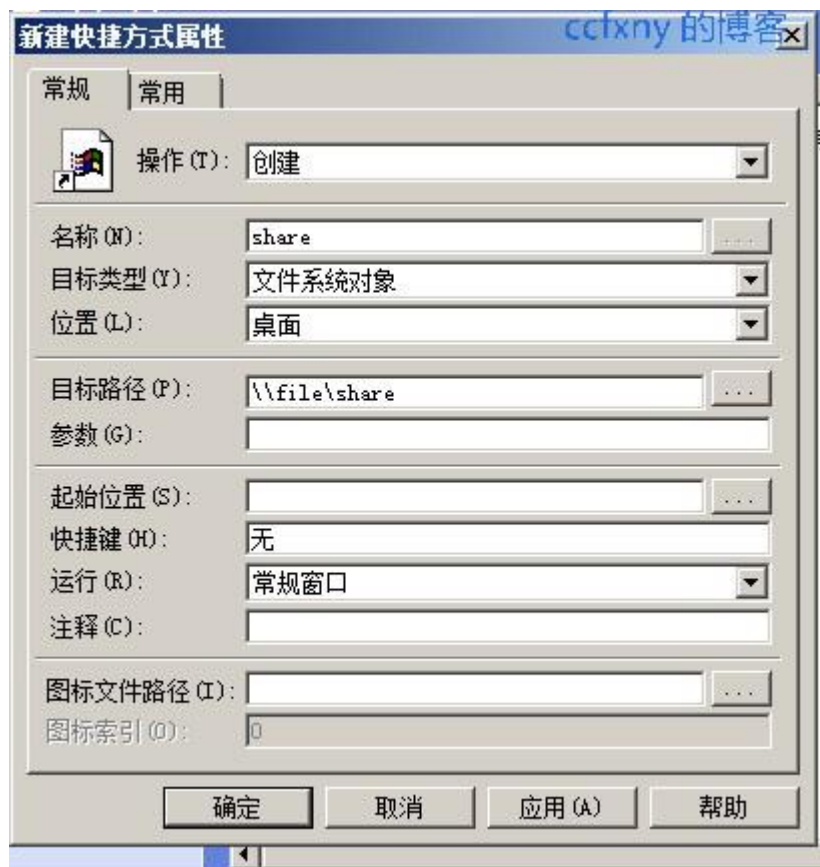 ccfxny 的博客
新建快捷方式属性
常规 常用
操作(T): 创建
名称(N): share ...
目标类型(Y): 文件系统对象
位置(L): 桌面
目标路径(P): \\file\share ...
参数(G):
起始位置(S): ...
快捷键(H): 无
运行(R): 常规窗口
注释(C):
图标文件路径(I): ...
图标索引(O): 0
确定 取消 应用(A) 帮助